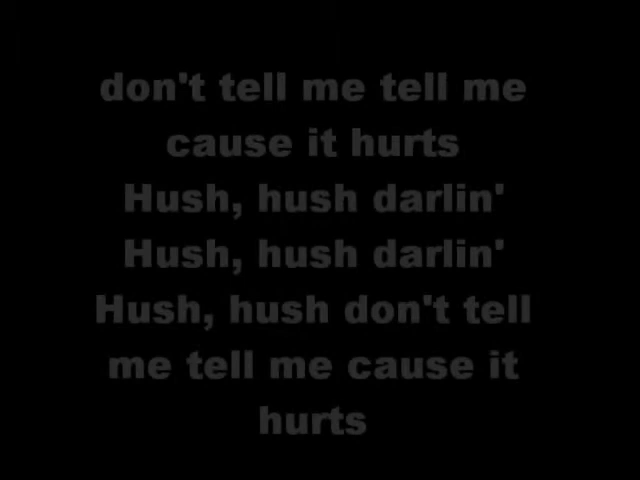 don't tell me tell me
cause it hurts
Hush, hush darlin'
Hush, hush darlin'
Hush, hush don't tell
me tell me cause it
hurts